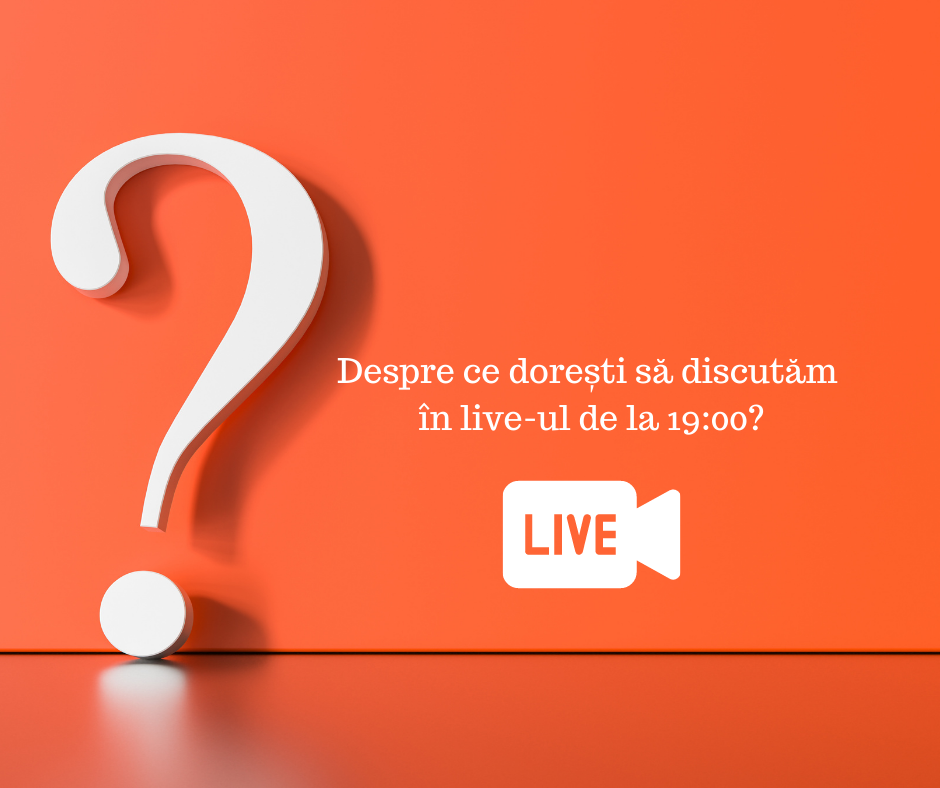 Despre ce dorești să discutăm
în live-ul de la 19:00?
LIVE